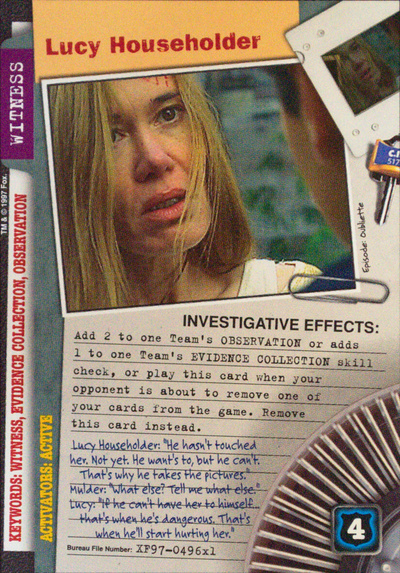 Lucy Householder
WITNESS
TM & © 1997 Fox.
KEYWORDS: WITNESS, EVIDENCE COLLECTION, OBSERVATION
ACTIVATORS: ACTIVE
Episode: Oubliette
INVESTIGATIVE EFFECTS:
Add 2 to one Team's OBSERVATION or adds
1 to one Team's EVIDENCE COLLECTION skill
check, or play this card when your
opponent is about to remove one of
your cards from the game. Remove
this card instead.
Lucy Householder: "He hasn't touched
her. Not yet. He wants to, but he can't.
That's why he takes the pictures."
Mulder: "What else? Tell me what else."
Lucy: "If he can't have her to himself...
that's when he's dangerous. That's
when he'll start hurting her."
Bureau File Number: XF97-0496x1
4